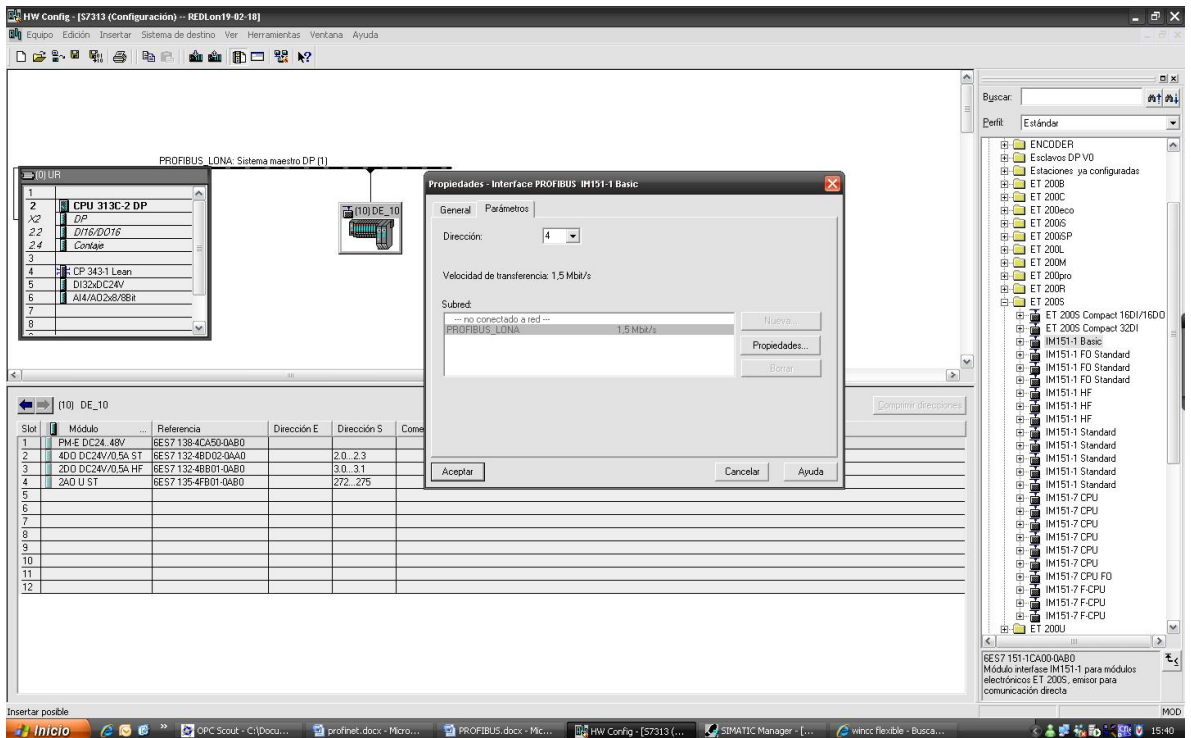 HW Config - [S7313 (Configuración) -- REDLon19-02-18]
Equipo Edición Insertar Sistema de destino Ver Herramientas Ventana Ayuda
PROFIBUS_LONA: Sistema maestro DP (1)
(0) UR
1
2 CPU 313C-2 DP
X2 DP
2.2 DI16/DO16
2.4 Contaje
3
4 CP 343-1 Lean
5 DI32xDC24V
6 AI4/AO2x8/8Bit
7
8
(10) DE_10
Propiedades - Interface PROFIBUS IM151-1 Basic
General Parámetros
Dirección: 4
Velocidad de transferencia: 1,5 Mbit/s
Subred:
--- no conectado a red ---
PROFIBUS_LONA 1,5 Mbit/s
Nueva...
Propiedades...
Borrar
Aceptar Cancelar Ayuda
(10) DE_10
Comprimir direcciones
Slot Módulo ... Referencia Dirección E Dirección S Come
1 PM-E DC24..48V 6ES7 138-4CA50-0AB0
2 4DO DC24V/0,5A ST 6ES7 132-4BD02-0AA0 2.0...2.3
3 2DO DC24V/0,5A HF 6ES7 132-4BB01-0AB0 3.0...3.1
4 2AO U ST 6ES7 135-4FB01-0AB0 272...275
5
6
7
8
9
10
11
12
Buscar:
Perfil: Estándar
ENCODER
Esclavos DP V0
Estaciones ya configuradas
ET 200B
ET 200C
ET 200eco
ET 200iS
ET 200iSP
ET 200L
ET 200M
ET 200pro
ET 200R
ET 200S
ET 200S Compact 16DI/16DO
ET 200S Compact 32DI
IM151-1 Basic
IM151-1 FO Standard
IM151-1 FO Standard
IM151-1 FO Standard
IM151-1 HF
IM151-1 HF
IM151-1 HF
IM151-1 Standard
IM151-1 Standard
IM151-1 Standard
IM151-1 Standard
IM151-1 Standard
IM151-7 CPU
IM151-7 CPU
IM151-7 CPU
IM151-7 CPU
IM151-7 CPU
IM151-7 CPU
IM151-7 CPU FO
IM151-7 F-CPU
IM151-7 F-CPU
IM151-7 F-CPU
ET 200U
6ES7 151-1CA00-0AB0
Módulo interfase IM151-1 para módulos
electrónicos ET 200S, emisor para
comunicación directa
Insertar posible
MOD
Inicio
OPC Scout - C:\Docu...
profinet.docx - Micro...
PROFIBUS.docx - Mic...
HW Config - [S7313 (...
SIMATIC Manager - [...
wincc flexible - Busca...
15:40